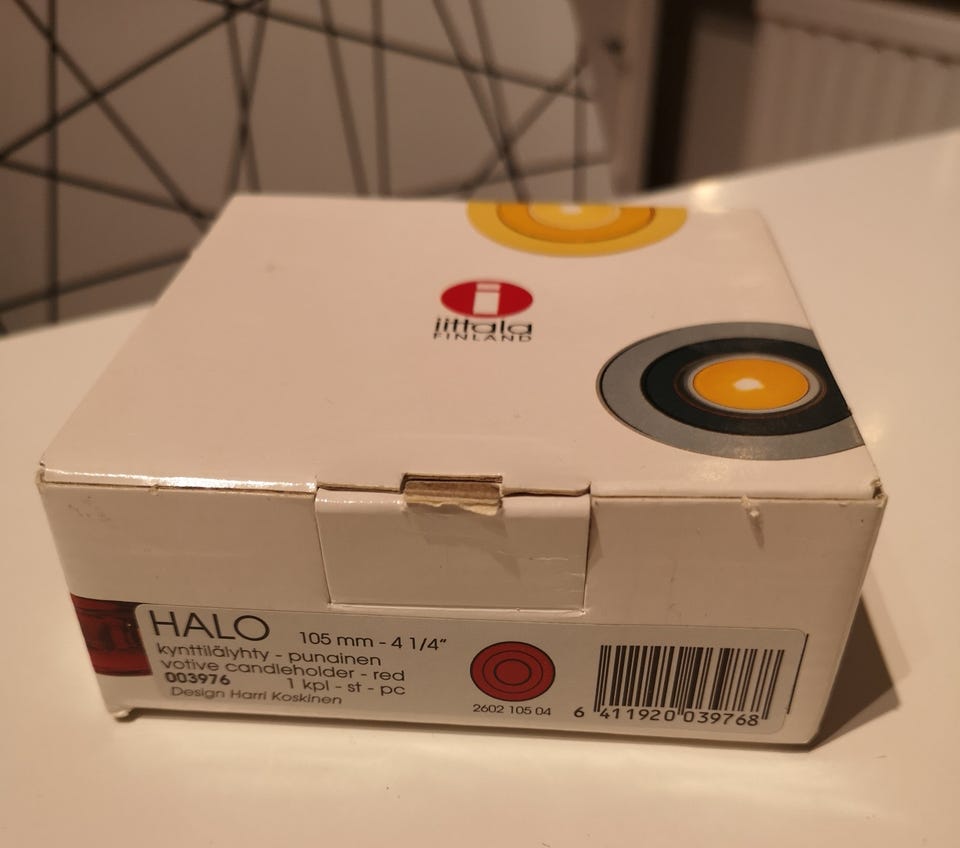 iittala
FINLAND
HALO 105 mm - 4 1/4”
kynttilälyhty - punainen
votive candleholder - red
003976 1 kpl - st - pc
Design Harri Koskinen
2602 105 04
6 411920 039768